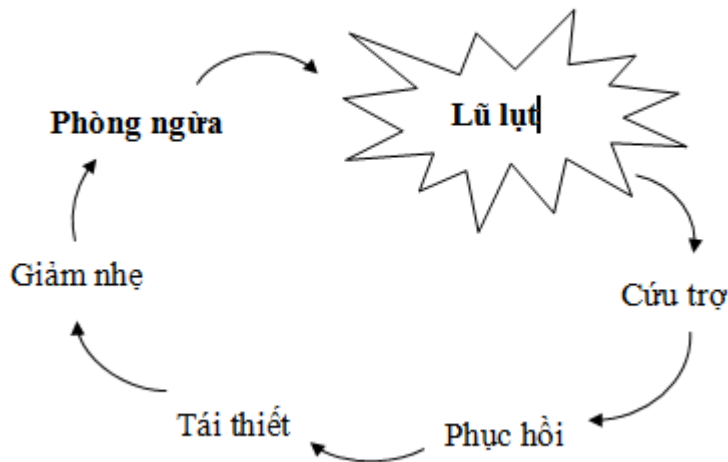 Lũ lụt
Phòng ngừa
Giảm nhẹ
Cứu trợ
Tái thiết
Phục hồi